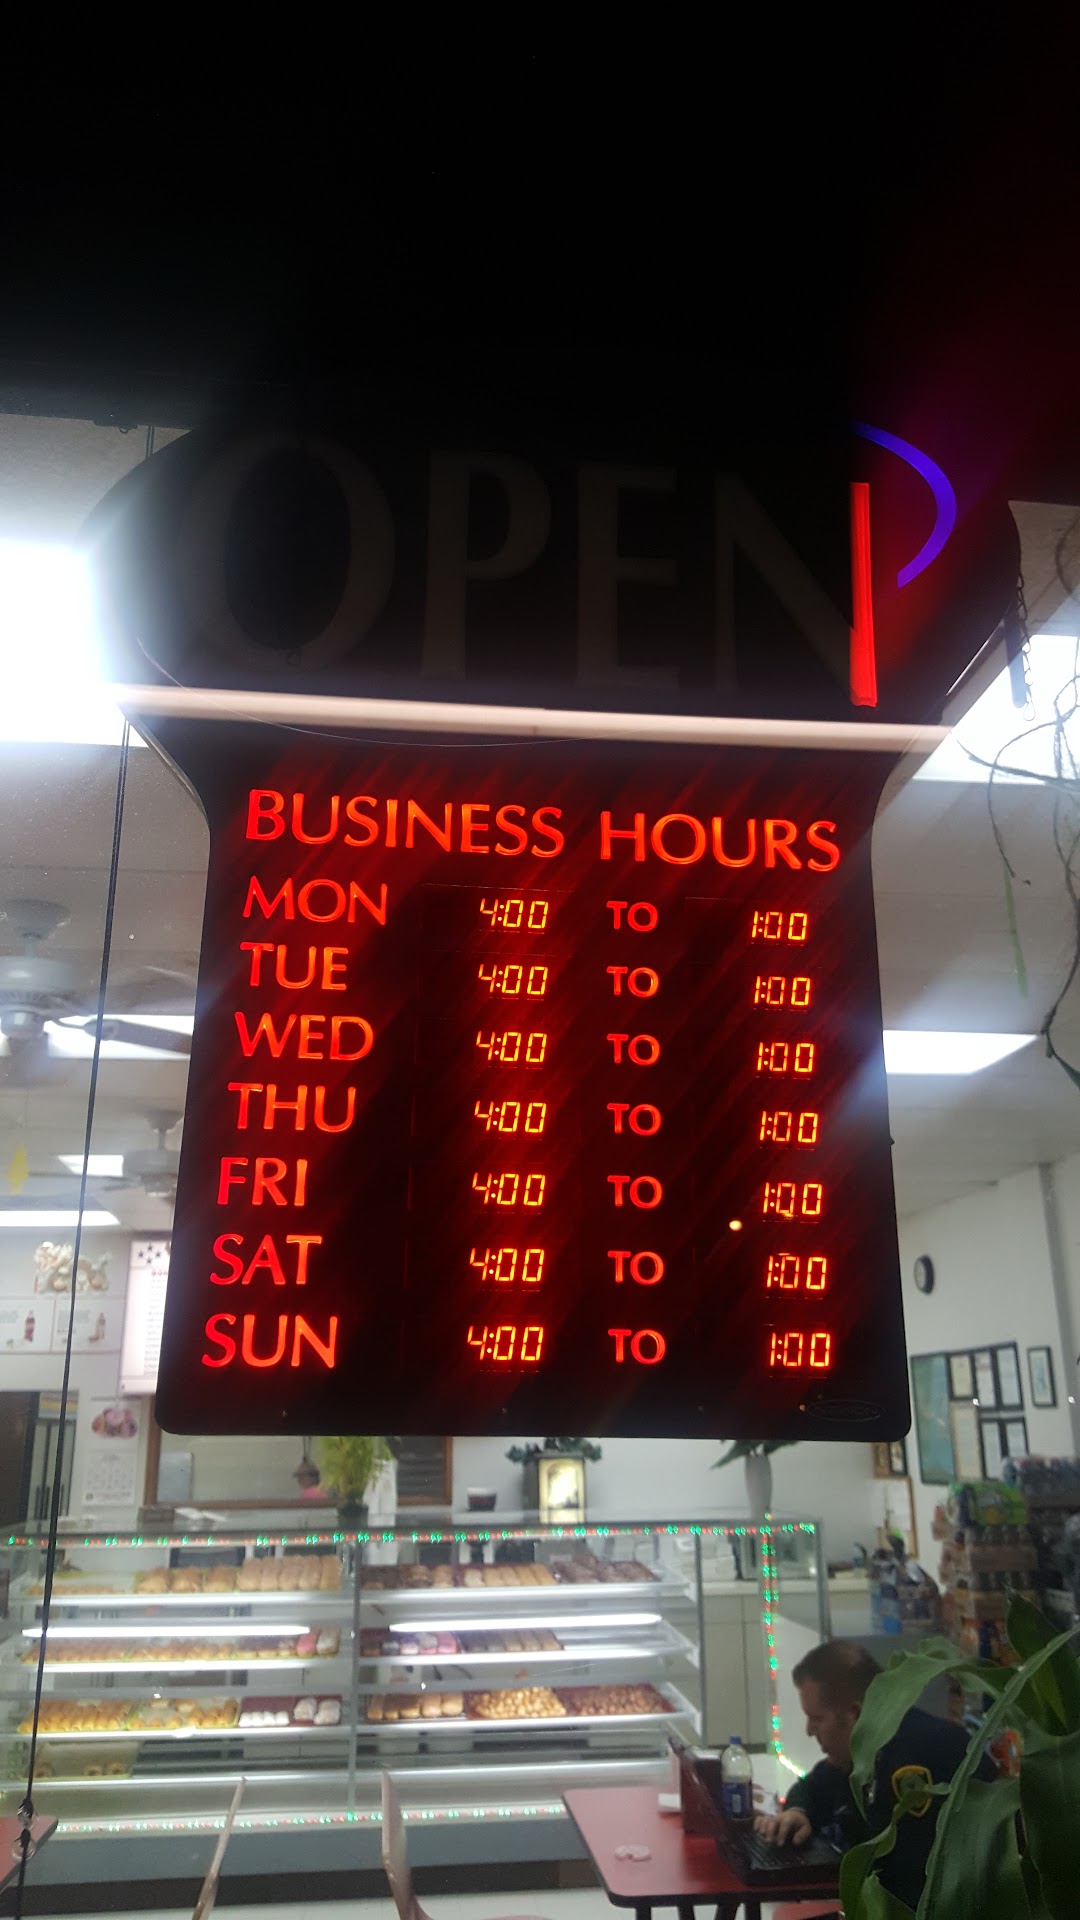 OPEN
BUSINESS HOURS
MON 4:00 TO 1:00
TUE 4:00 TO 1:00
WED 4:00 TO 1:00
THU 4:00 TO 1:00
FRI 4:00 TO 1:00
SAT 4:00 TO 1:00
SUN 4:00 TO 1:00